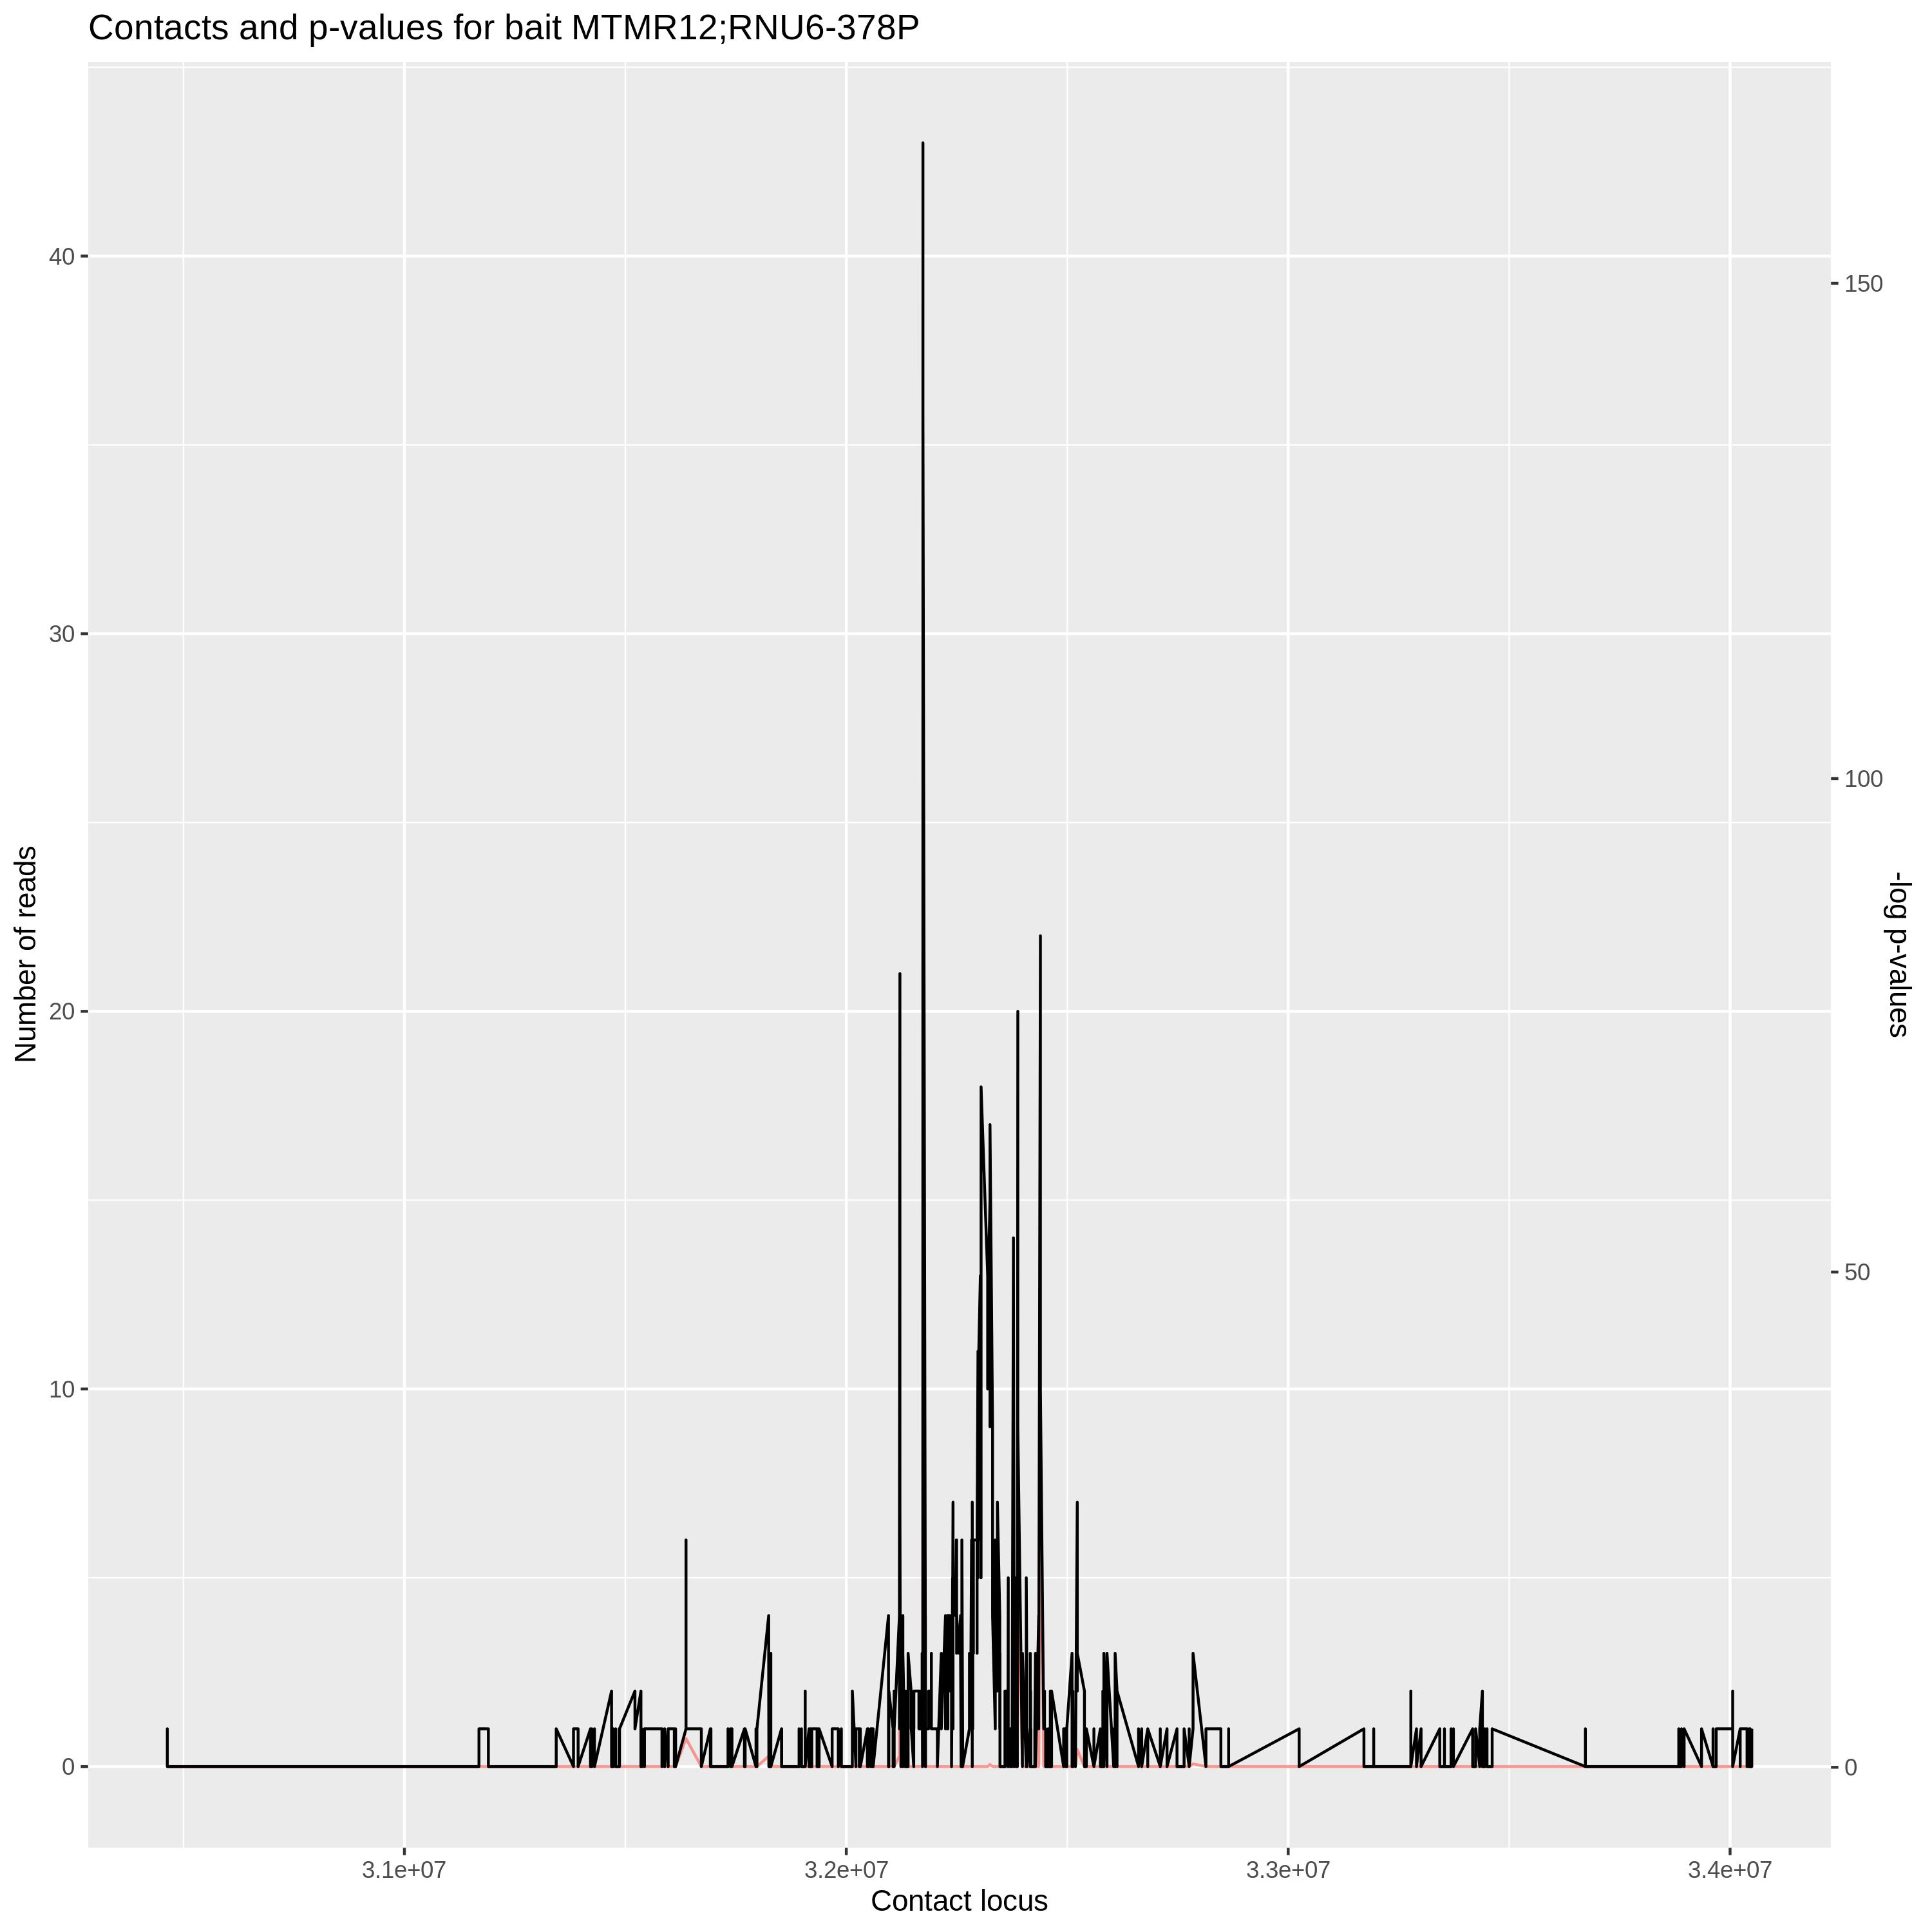 Contacts and p-values for bait MTMR12;RNU6-378P
40
30
20
10
0
Number of reads
150
100
50
0
-log p-values
3.1e+07
3.2e+07
3.3e+07
3.4e+07
Contact locus